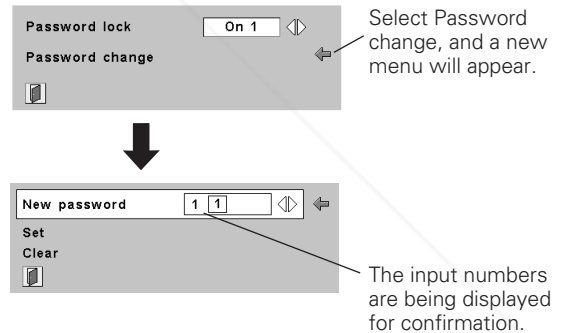 Password lock On 1
Password change
Select Password
change, and a new
menu will appear.
New password 1 1
Set
Clear
The input numbers
are being displayed
for confirmation.